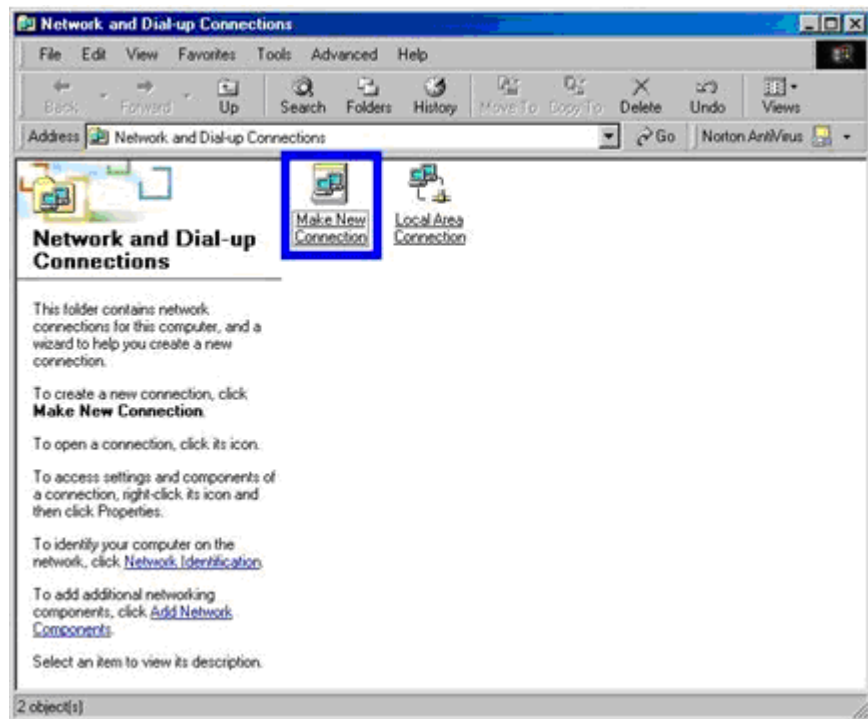 Network and Dial-up Connections
File Edit View Favorites Tools Advanced Help
Back Forward Up Search Folders History Move To Copy To Delete Undo Views
Address Network and Dial-up Connections Go Norton AntiVirus
Make New
Connection
Local Area
Connection
Network and Dial-up
Connections
This folder contains network
connections for this computer, and a
wizard to help you create a new
connection.
To create a new connection, click
Make New Connection.
To open a connection, click its icon.
To access settings and components of
a connection, right-click its icon and
then click Properties.
To identify your computer on the
network, click Network Identification.
To add additional networking
components, click Add Network
Components.
Select an item to view its description.
2 object(s)